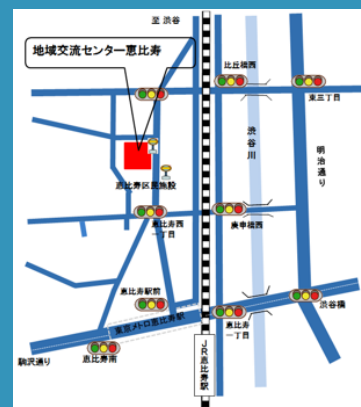 至 渋谷
地域交流センター恵比寿
比丘橋西
東三丁目
渋谷川
明治通り
恵比寿区民施設
恵比寿西
一丁目
庚申橋西
恵比寿駅前
東京メトロ恵比寿駅
渋谷橋
恵比寿
一丁目
恵比寿南
駒沢通り
JR恵比寿駅